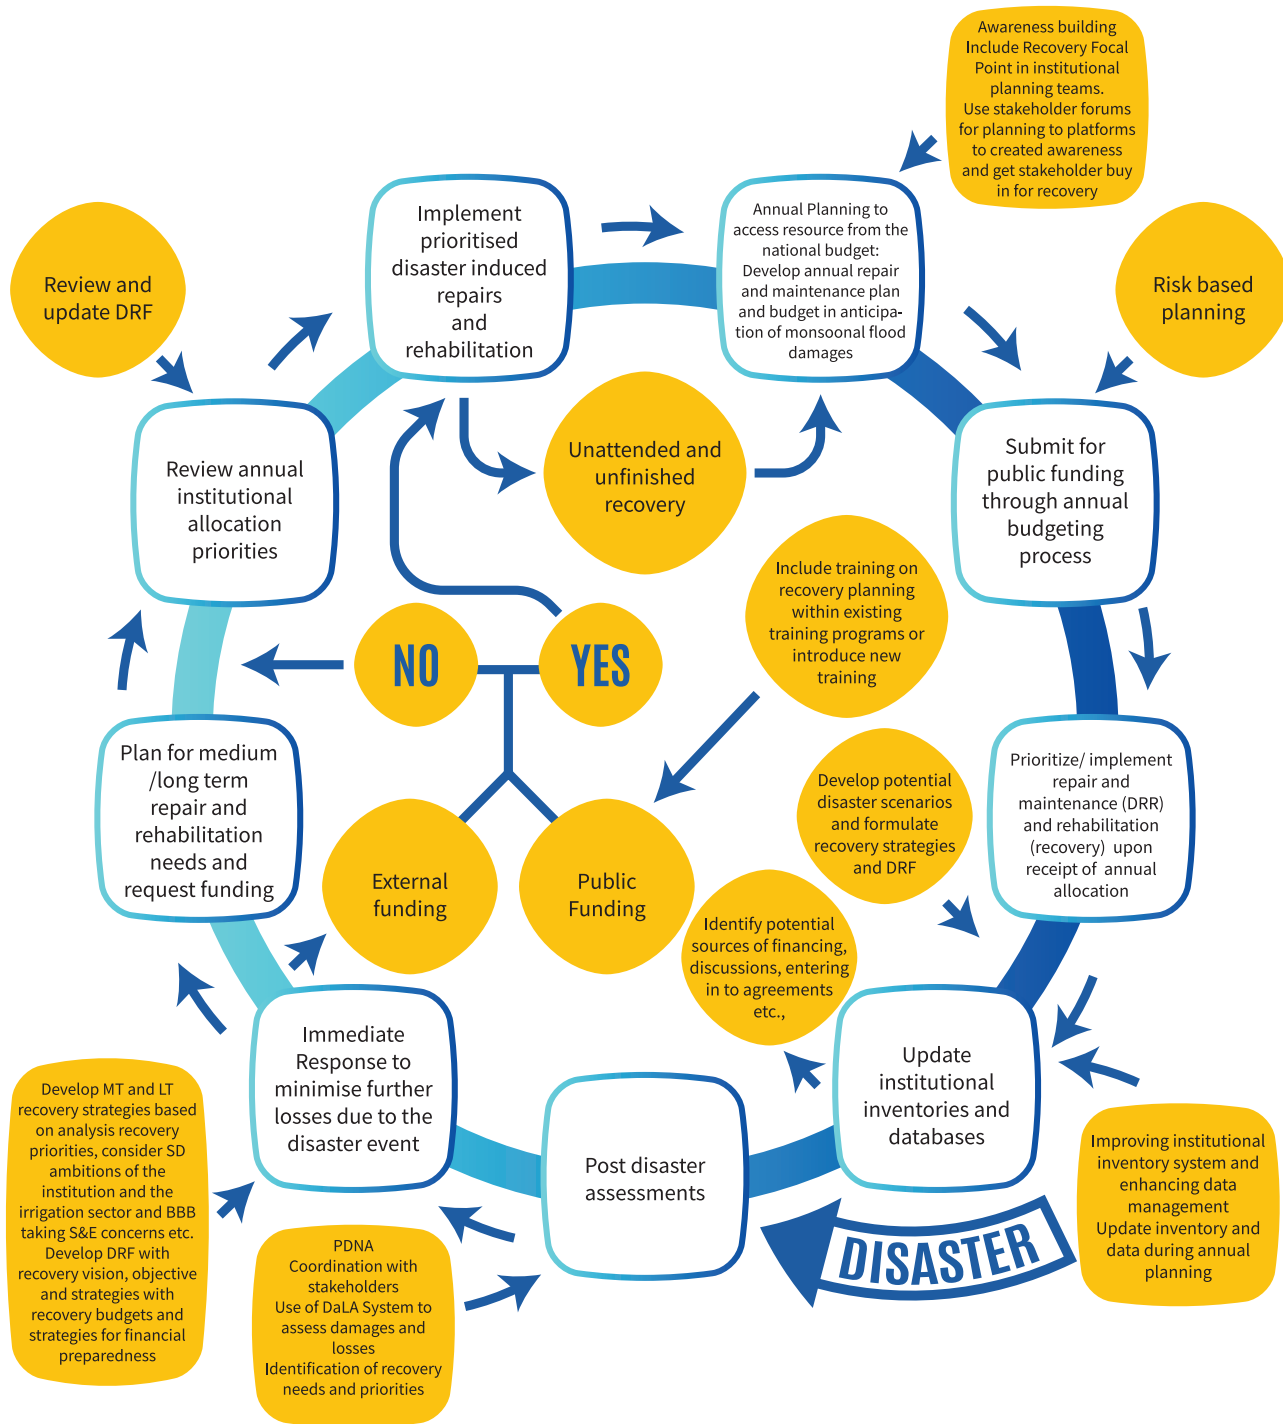 Awareness building
Include Recovery Focal
Point in institutional
planning teams.
Use stakeholder forums
for planning to platforms
to created awareness
and get stakeholder buy
in for recovery
Implement
prioritised
disaster induced
repairs
and
rehabilitation
Annual Planning to
access resource from the
national budget:
Develop annual repair
and maintenance plan
and budget in anticipa-
tion of monsoonal flood
damages
Review and
update DRF
Risk based
planning
Review annual
institutional
allocation
priorities
Unattended and
unfinished
recovery
Submit for
public funding
through annual
budgeting
process
Include training on
recovery planning
within existing
training programs or
introduce new
training
NO
YES
Plan for medium
/long term
repair and
rehabilitation
needs and
request funding
Develop potential
disaster scenarios
and formulate
recovery strategies
and DRF
Prioritize/ implement
repair and
maintenance (DRR)
and rehabilitation
(recovery) upon
receipt of annual
allocation
External
funding
Public
Funding
Identify potential
sources of financing,
discussions, entering
in to agreements
etc.,
Immediate
Response to
minimise further
losses due to the
disaster event
Update
institutional
inventories and
databases
Post disaster
assessments
Develop MT and LT
recovery strategies based
on analysis recovery
priorities, consider SD
ambitions of the
institution and the
irrigation sector and BBB
taking S&E concerns etc.
Develop DRF with
recovery vision, objective
and strategies with
recovery budgets and
strategies for financial
preparedness
PDNA
Coordination with
stakeholders
Use of DaLA System to
assess damages and
losses
Identification of recovery
needs and priorities
DISASTER
Improving institutional
inventory system and
enhancing data
management
Update inventory and
data during annual
planning